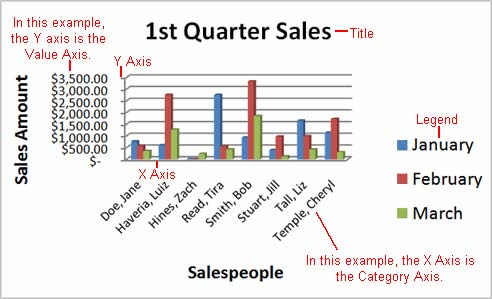 In this example,
the Y axis is the
Value Axis.
1st Quarter Sales
Title
Y Axis
Sales Amount
$3,500.00
$3,000.00
$2,500.00
$2,000.00
$1,500.00
$1,000.00
$500.00
$-
X Axis
Doe, Jane
Haveria, Luiz
Hines, Zach
Read, Tira
Smith, Bob
Stuart, Jill
Tall, Liz
Temple, Cheryl
Salespeople
Legend
January
February
March
In this example, the X Axis is
the Category Axis.